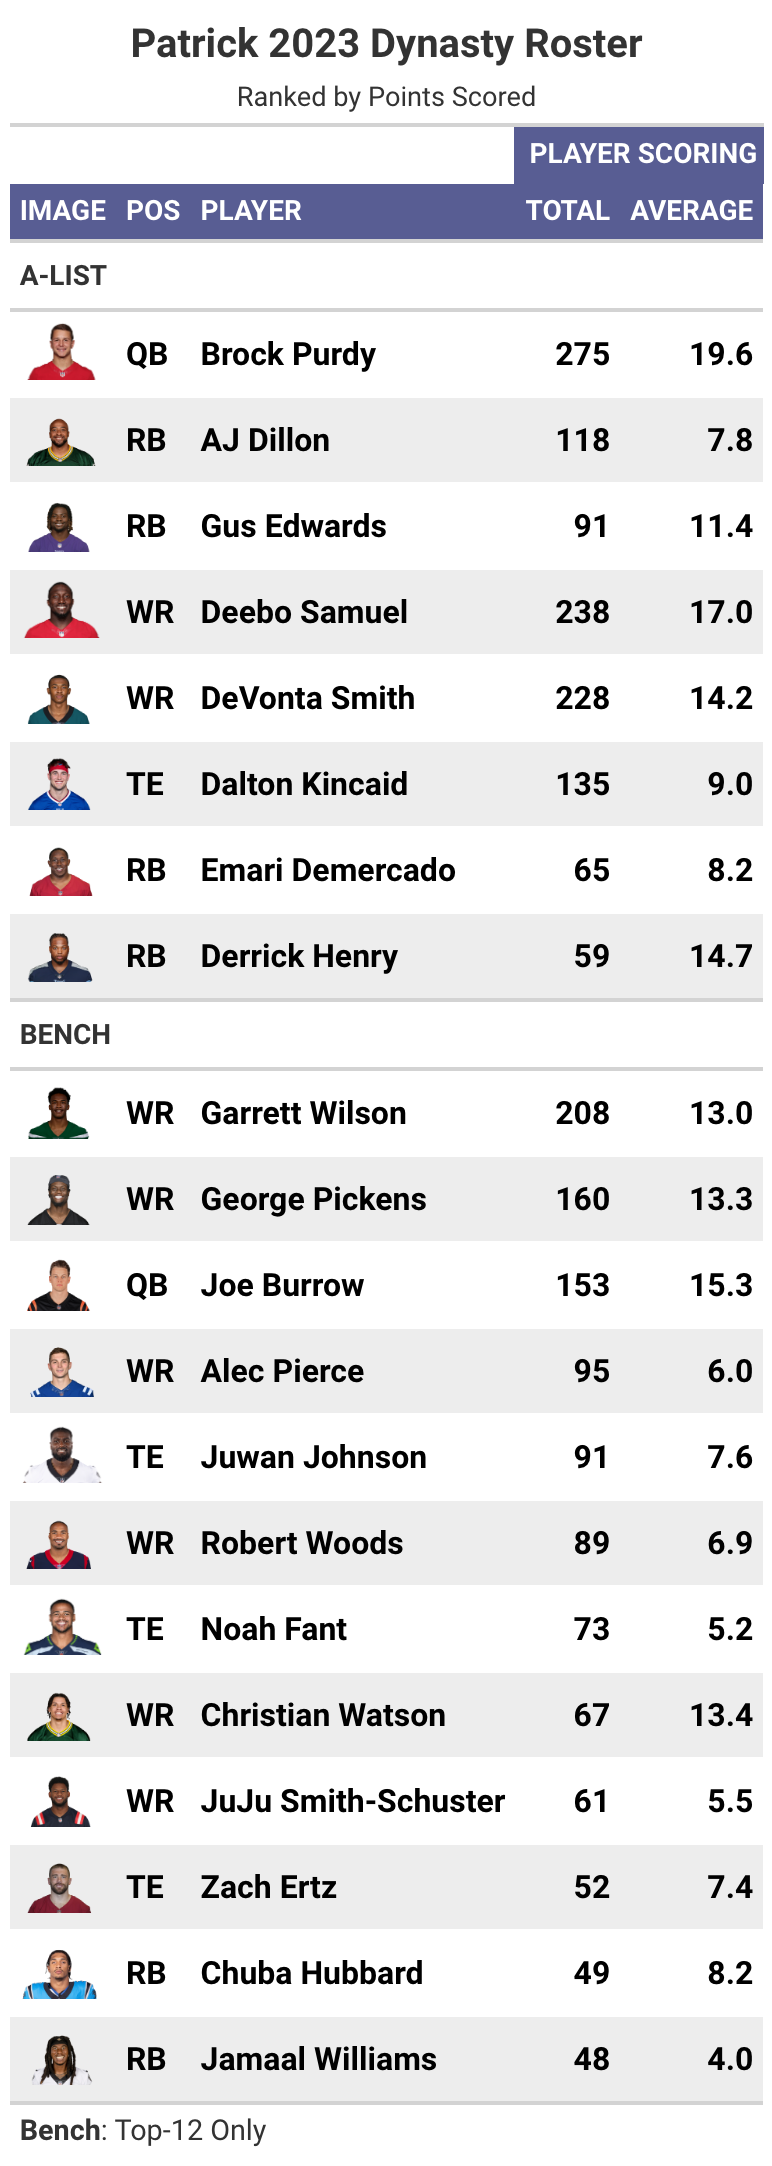 Patrick 2023 Dynasty Roster
Ranked by Points Scored
PLAYER SCORING
IMAGE POS PLAYER TOTAL AVERAGE
A-LIST
QB Brock Purdy 275 19.6
RB AJ Dillon 118 7.8
RB Gus Edwards 91 11.4
WR Deebo Samuel 238 17.0
WR DeVonta Smith 228 14.2
TE Dalton Kincaid 135 9.0
RB Emari Demercado 65 8.2
RB Derrick Henry 59 14.7
BENCH
WR Garrett Wilson 208 13.0
WR George Pickens 160 13.3
QB Joe Burrow 153 15.3
WR Alec Pierce 95 6.0
TE Juwan Johnson 91 7.6
WR Robert Woods 89 6.9
TE Noah Fant 73 5.2
WR Christian Watson 67 13.4
WR JuJu Smith-Schuster 61 5.5
TE Zach Ertz 52 7.4
RB Chuba Hubbard 49 8.2
RB Jamaal Williams 48 4.0
Bench: Top-12 Only